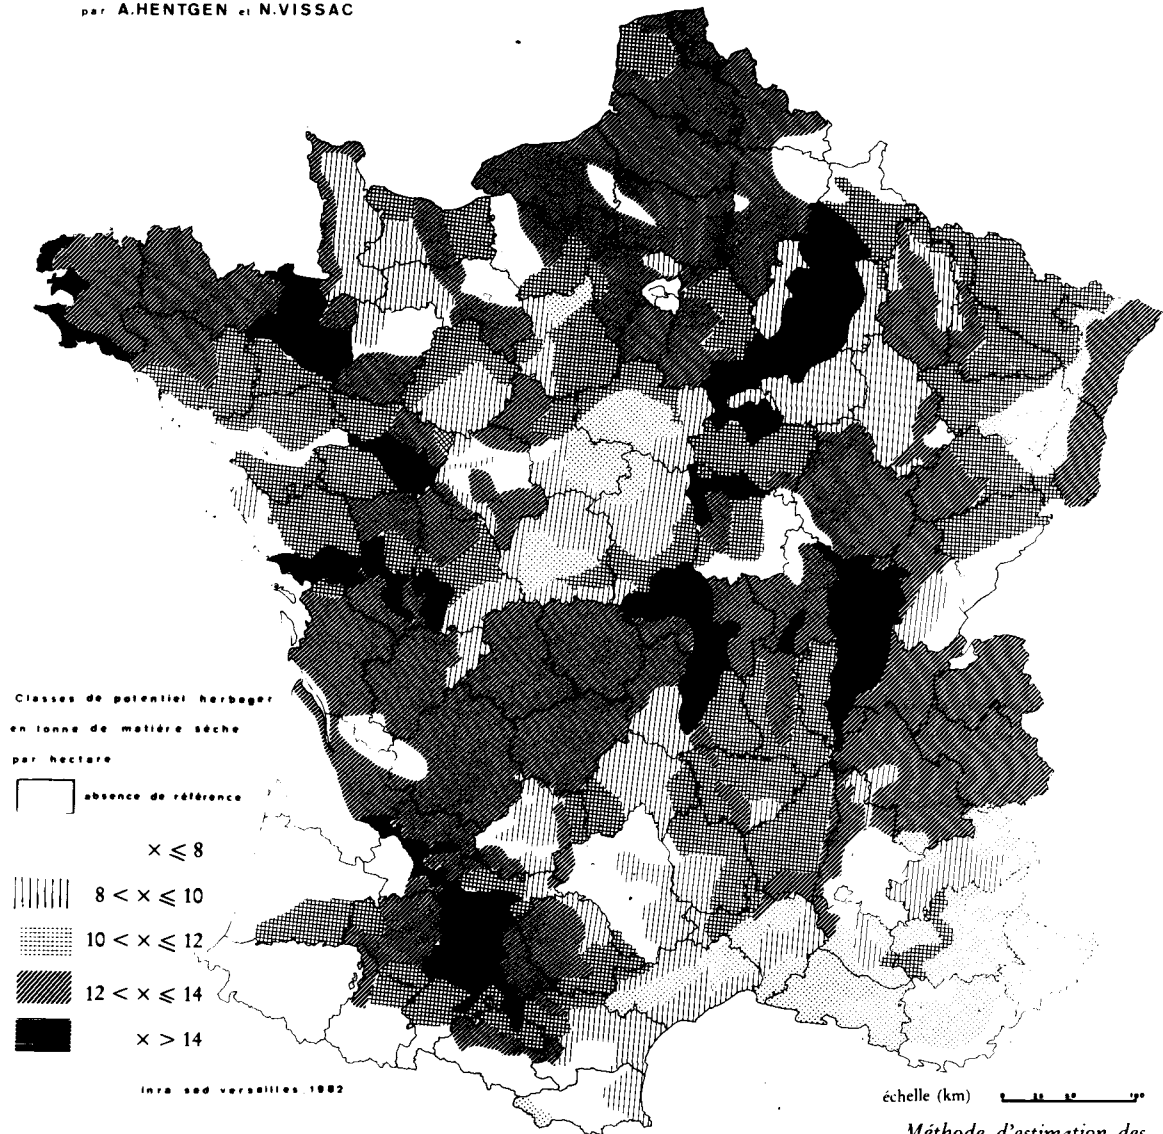 par A.HENTGEN et N.VISSAC
Classes de potentiel herbager
en tonne de matière sèche
par hectare
absence de référence
× ⩽ 8
8 < × ⩽ 10
10 < × ⩽ 12
12 < × ⩽ 14
× > 14
inra sad versailles 1982
échelle (km)
Méthode d'estimation des